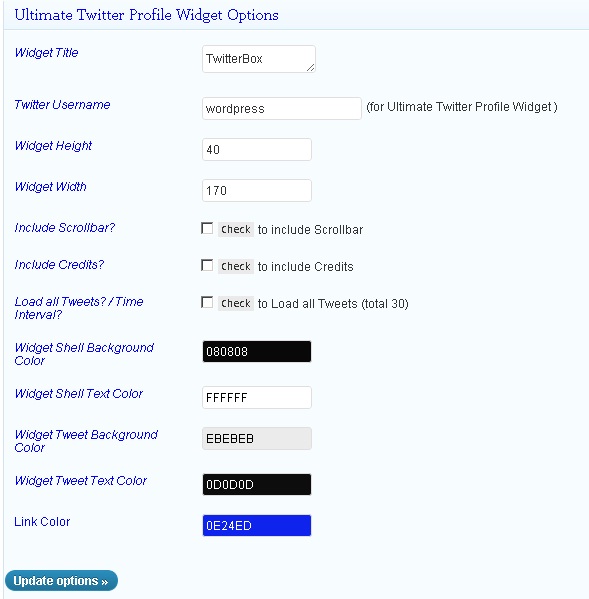 Ultimate Twitter Profile Widget Options
Widget Title
TwitterBox
Twitter Username
wordpress (for Ultimate Twitter Profile Widget )
Widget Height
40
Widget Width
170
Include Scrollbar?
Check to include Scrollbar
Include Credits?
Check to include Credits
Load all Tweets? / Time
Interval?
Check to Load all Tweets (total 30)
Widget Shell Background
Color
080808
Widget Shell Text Color
FFFFFF
Widget Tweet Background
Color
EBEBEB
Widget Tweet Text Color
0D0D0D
Link Color
0E24ED
Update options »